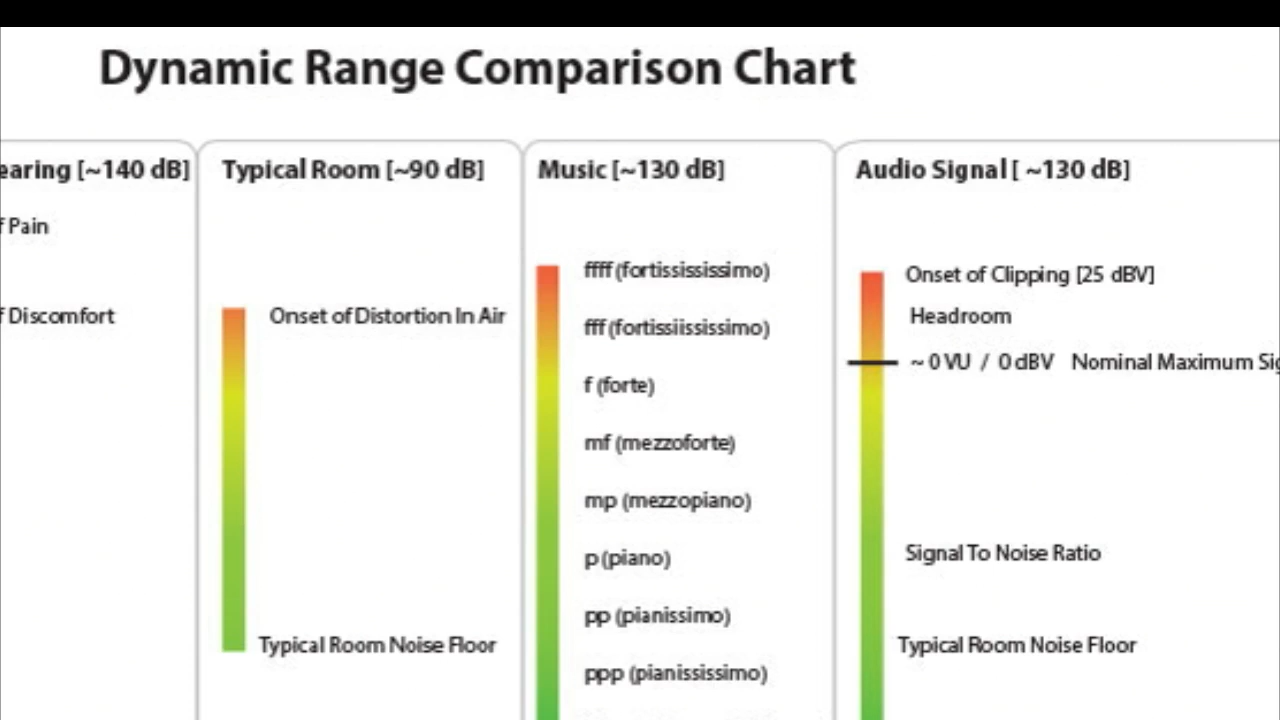 Dynamic Range Comparison Chart
earing [~140 dB]
f Pain
f Discomfort
Typical Room [~90 dB]
Onset of Distortion In Air
Typical Room Noise Floor
Music [~130 dB]
ffff (fortissississimo)
fff (fortissiississimo)
f (forte)
mf (mezzoforte)
mp (mezzopiano)
p (piano)
pp (pianissimo)
ppp (pianississimo)
Audio Signal [ ~130 dB]
Onset of Clipping [25 dBV]
Headroom
~ 0 VU / 0 dBV Nominal Maximum Sig
Signal To Noise Ratio
Typical Room Noise Floor